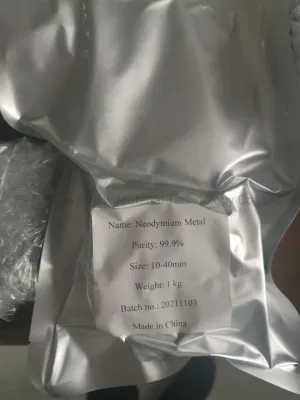 Name: Neodymium Metal
Purity: 99.9%
Size: 10-40mm
Weight: 1 kg
Batch no.: 20211103
Made in China